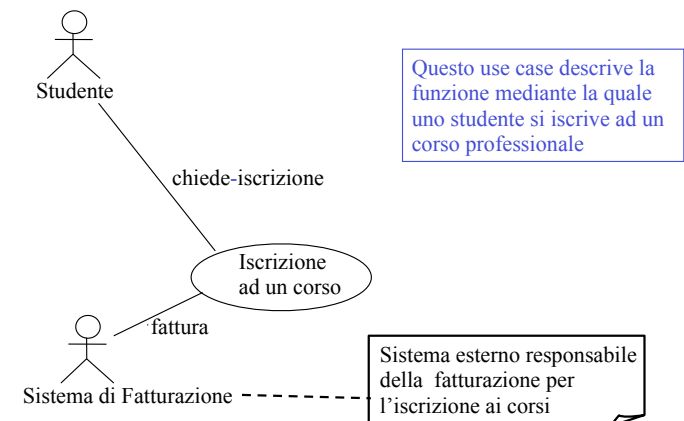 Studente
Questo use case descrive la
funzione mediante la quale
uno studente si iscrive ad un
corso professionale
chiede-iscrizione
Iscrizione
ad un corso
fattura
Sistema di Fatturazione
Sistema esterno responsabile
della fatturazione per
l'iscrizione ai corsi